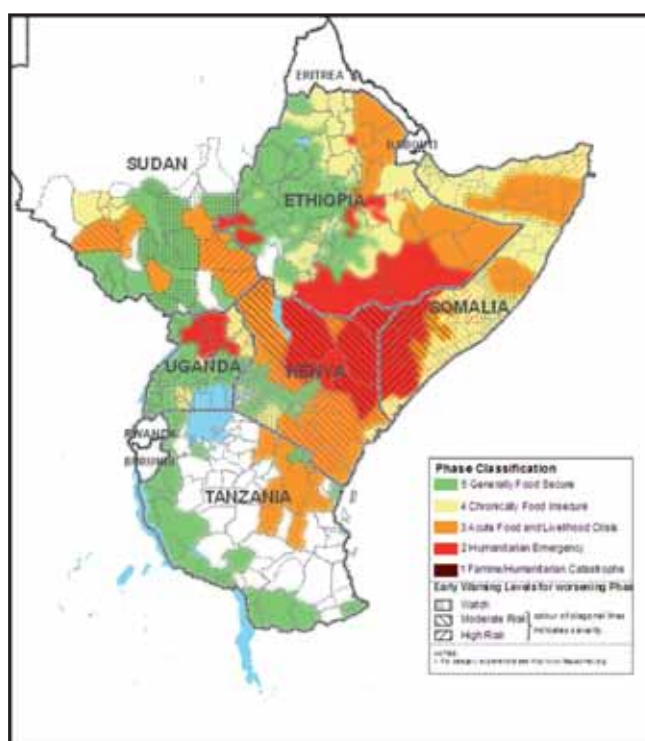 ERITREA
SUDAN
DJIBOUTI
ETHIOPIA
SOMALIA
UGANDA
KENYA
RWANDA
BURUNDI
TANZANIA
Phase Classification
5 Generally Food Secure
4 Chronically Food Insecure
3 Acute Food and Livelihood Crisis
2 Humanitarian Emergency
1 Famine/Humanitarian Catastrophe
Early Warning Levels for worsening Phase
Watch
Moderate Risk
colour of diagonal lines
indicates severity
High Risk